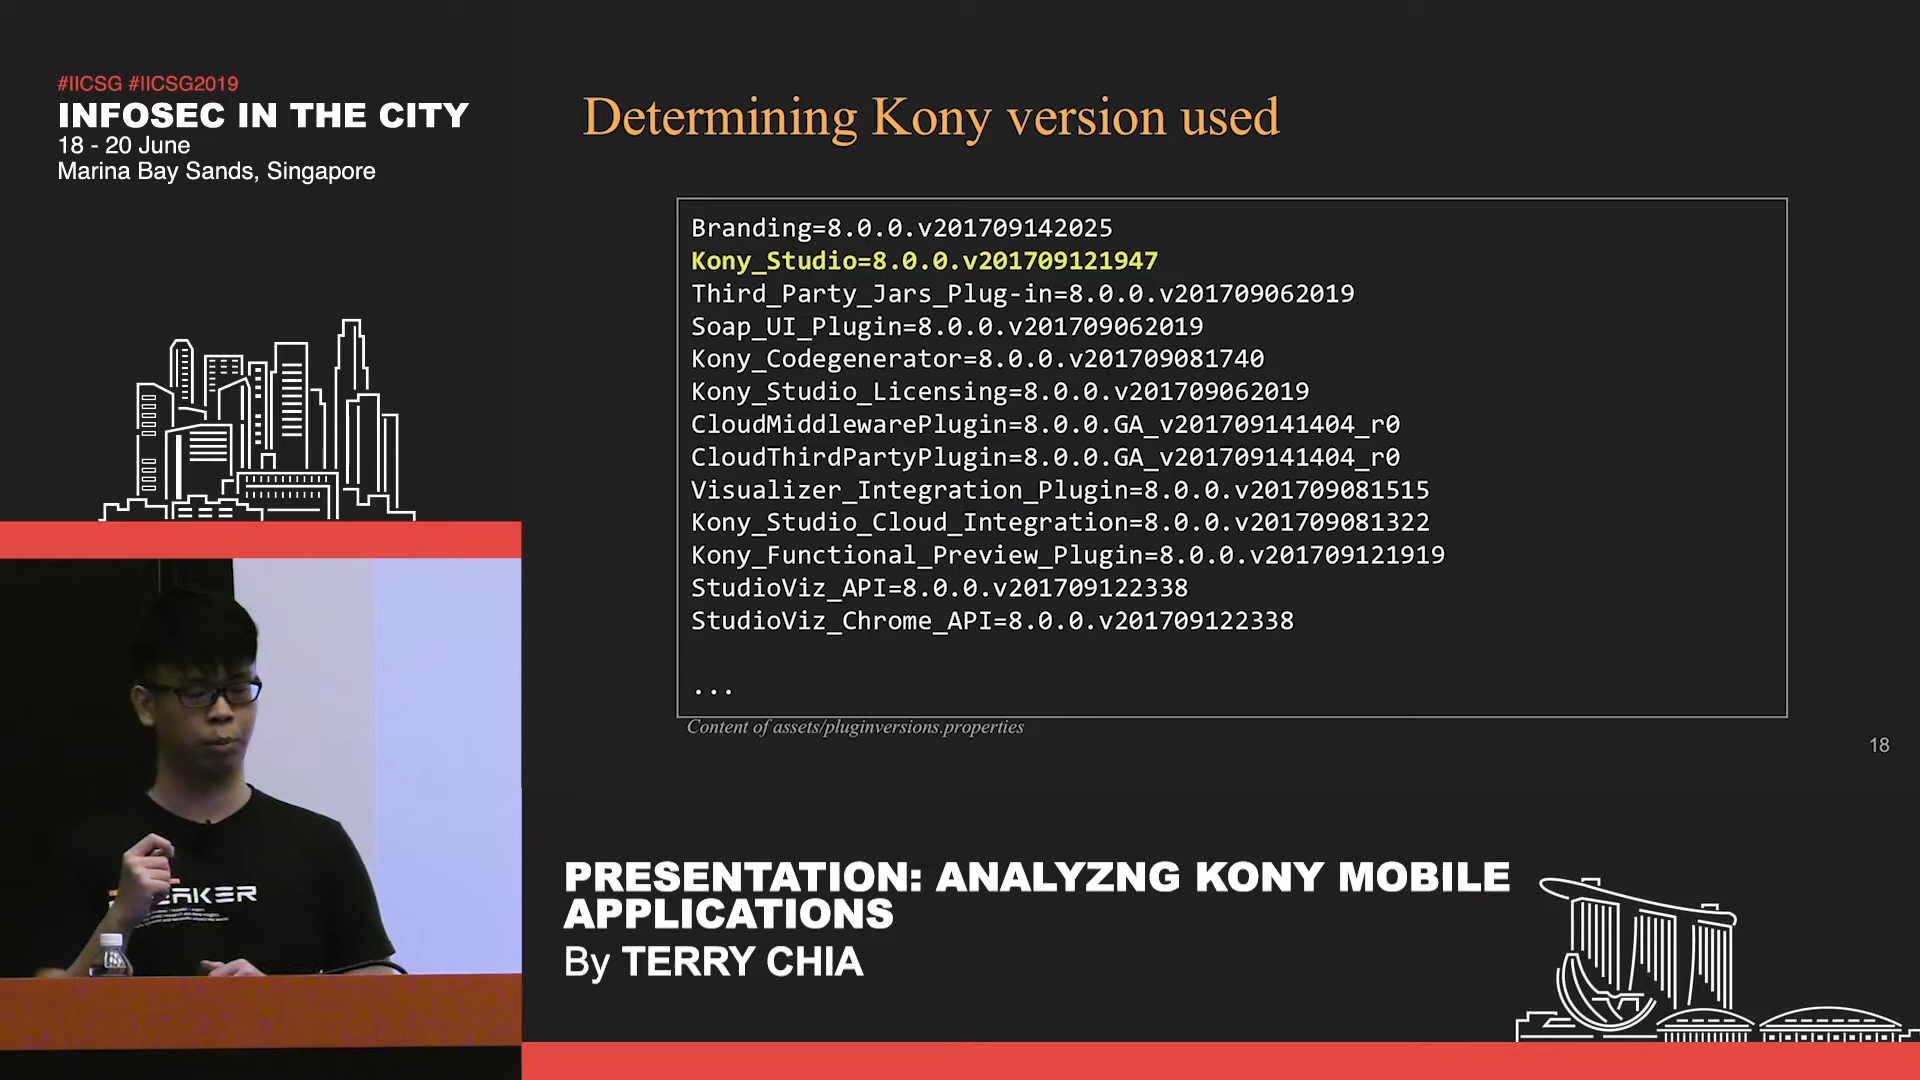 #IICSG #IICSG2019
INFOSEC IN THE CITY
18 - 20 June
Marina Bay Sands, Singapore
Determining Kony version used
Branding=8.0.0.v201709142025
Kony_Studio=8.0.0.v201709121947
Third_Party_Jars_Plug-in=8.0.0.v201709062019
Soap_UI_Plugin=8.0.0.v201709062019
Kony_Codegenerator=8.0.0.v201709081740
Kony_Studio_Licensing=8.0.0.v201709062019
CloudMiddlewarePlugin=8.0.0.GA_v201709141404_r0
CloudThirdPartyPlugin=8.0.0.GA_v201709141404_r0
Visualizer_Integration_Plugin=8.0.0.v201709081515
Kony_Studio_Cloud_Integration=8.0.0.v201709081322
Kony_Functional_Preview_Plugin=8.0.0.v201709121919
StudioViz_API=8.0.0.v201709122338
StudioViz_Chrome_API=8.0.0.v201709122338
...
Content of assets/pluginversions.properties
18
PRESENTATION: ANALYZNG KONY MOBILE
APPLICATIONS
By TERRY CHIA